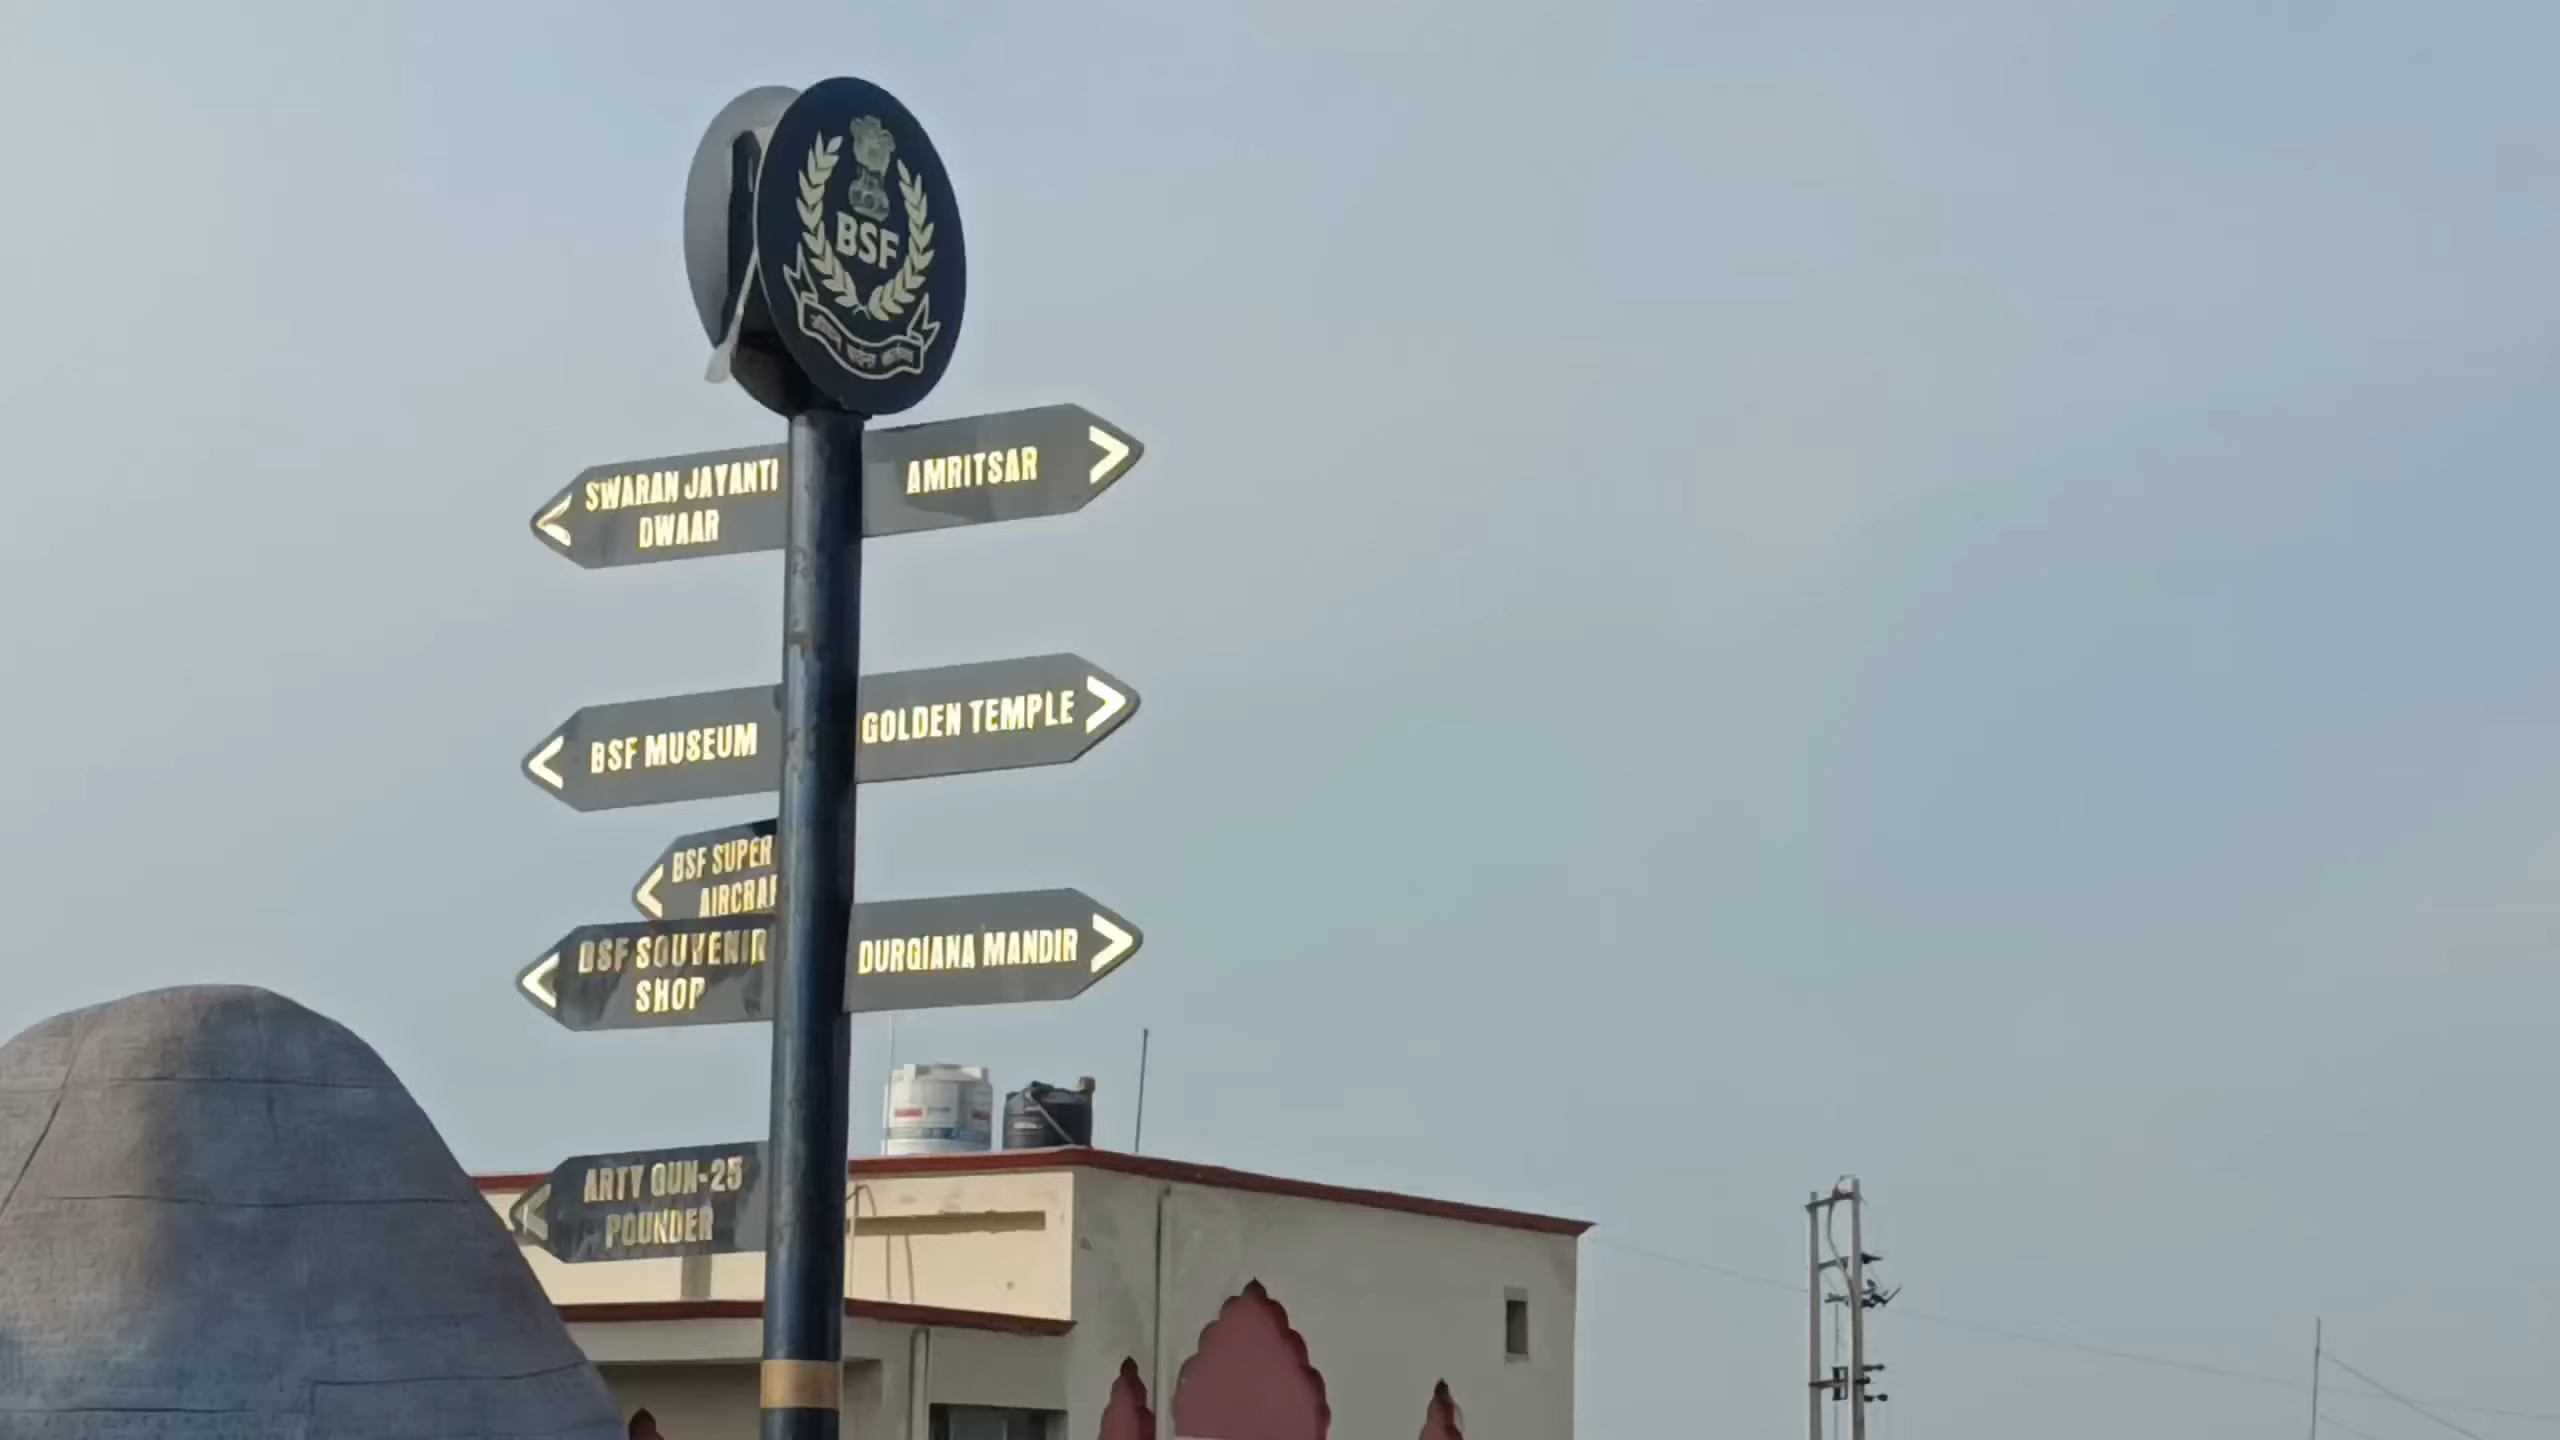 BSF
SWARAN JAYANTI
DWAAR
AMRITSAR
BSF MUSEUM
GOLDEN TEMPLE
BSF SUPER
BSF SOUVENIR
SHOP
DURGIANA MANDIR
ARTY GUN-25
POUNDER